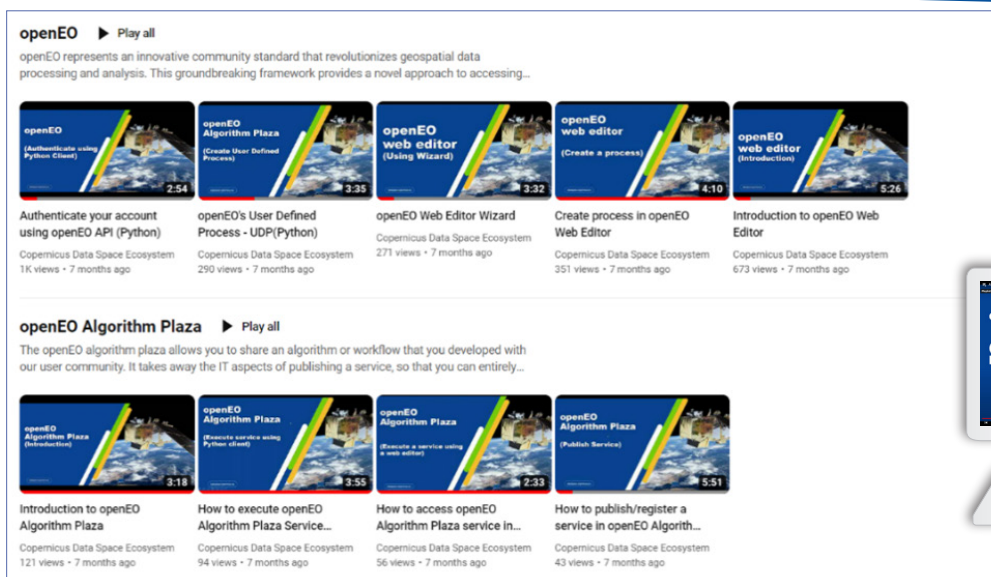 openEO ▶ Play all
openEO represents an innovative community standard that revolutionizes geospatial data
processing and analysis. This groundbreaking framework provides a novel approach to accessing...
openEO
(Authenticate using
Python Client)
2:54
openEO
Algorithm Plaza
(Create User Defined
Process)
3:35
openEO
web editor
(Using Wizard)
3:32
openEO
web editor
(Create a process)
4:10
openEO
web editor
(Introduction)
5:26
Authenticate your account
using openEO API (Python)
Copernicus Data Space Ecosystem
1K views • 7 months ago
openEO's User Defined
Process - UDP(Python)
Copernicus Data Space Ecosystem
290 views • 7 months ago
openEO Web Editor Wizard
Copernicus Data Space Ecosystem
271 views • 7 months ago
Create process in openEO
Web Editor
Copernicus Data Space Ecosystem
351 views • 7 months ago
Introduction to openEO Web
Editor
Copernicus Data Space Ecosystem
673 views • 7 months ago
openEO Algorithm Plaza ▶ Play all
The openEO algorithm plaza allows you to share an algorithm or workflow that you developed with
our user community. It takes away the IT aspects of publishing a service, so that you can entirely...
openEO
Algorithm Plaza
(Introduction)
3:18
openEO
Algorithm Plaza
(Execute service using
Python client)
3:55
openEO
Algorithm Plaza
(Execute a service using
a web editor)
2:33
openEO
Algorithm Plaza
(Publish Service)
5:51
Introduction to openEO
Algorithm Plaza
Copernicus Data Space Ecosystem
121 views • 7 months ago
How to execute openEO
Algorithm Plaza Service...
Copernicus Data Space Ecosystem
94 views • 7 months ago
How to access openEO
Algorithm Plaza service in...
Copernicus Data Space Ecosystem
56 views • 7 months ago
How to publish/register a
service in openEO Algorith...
Copernicus Data Space Ecosystem
43 views • 7 months ago